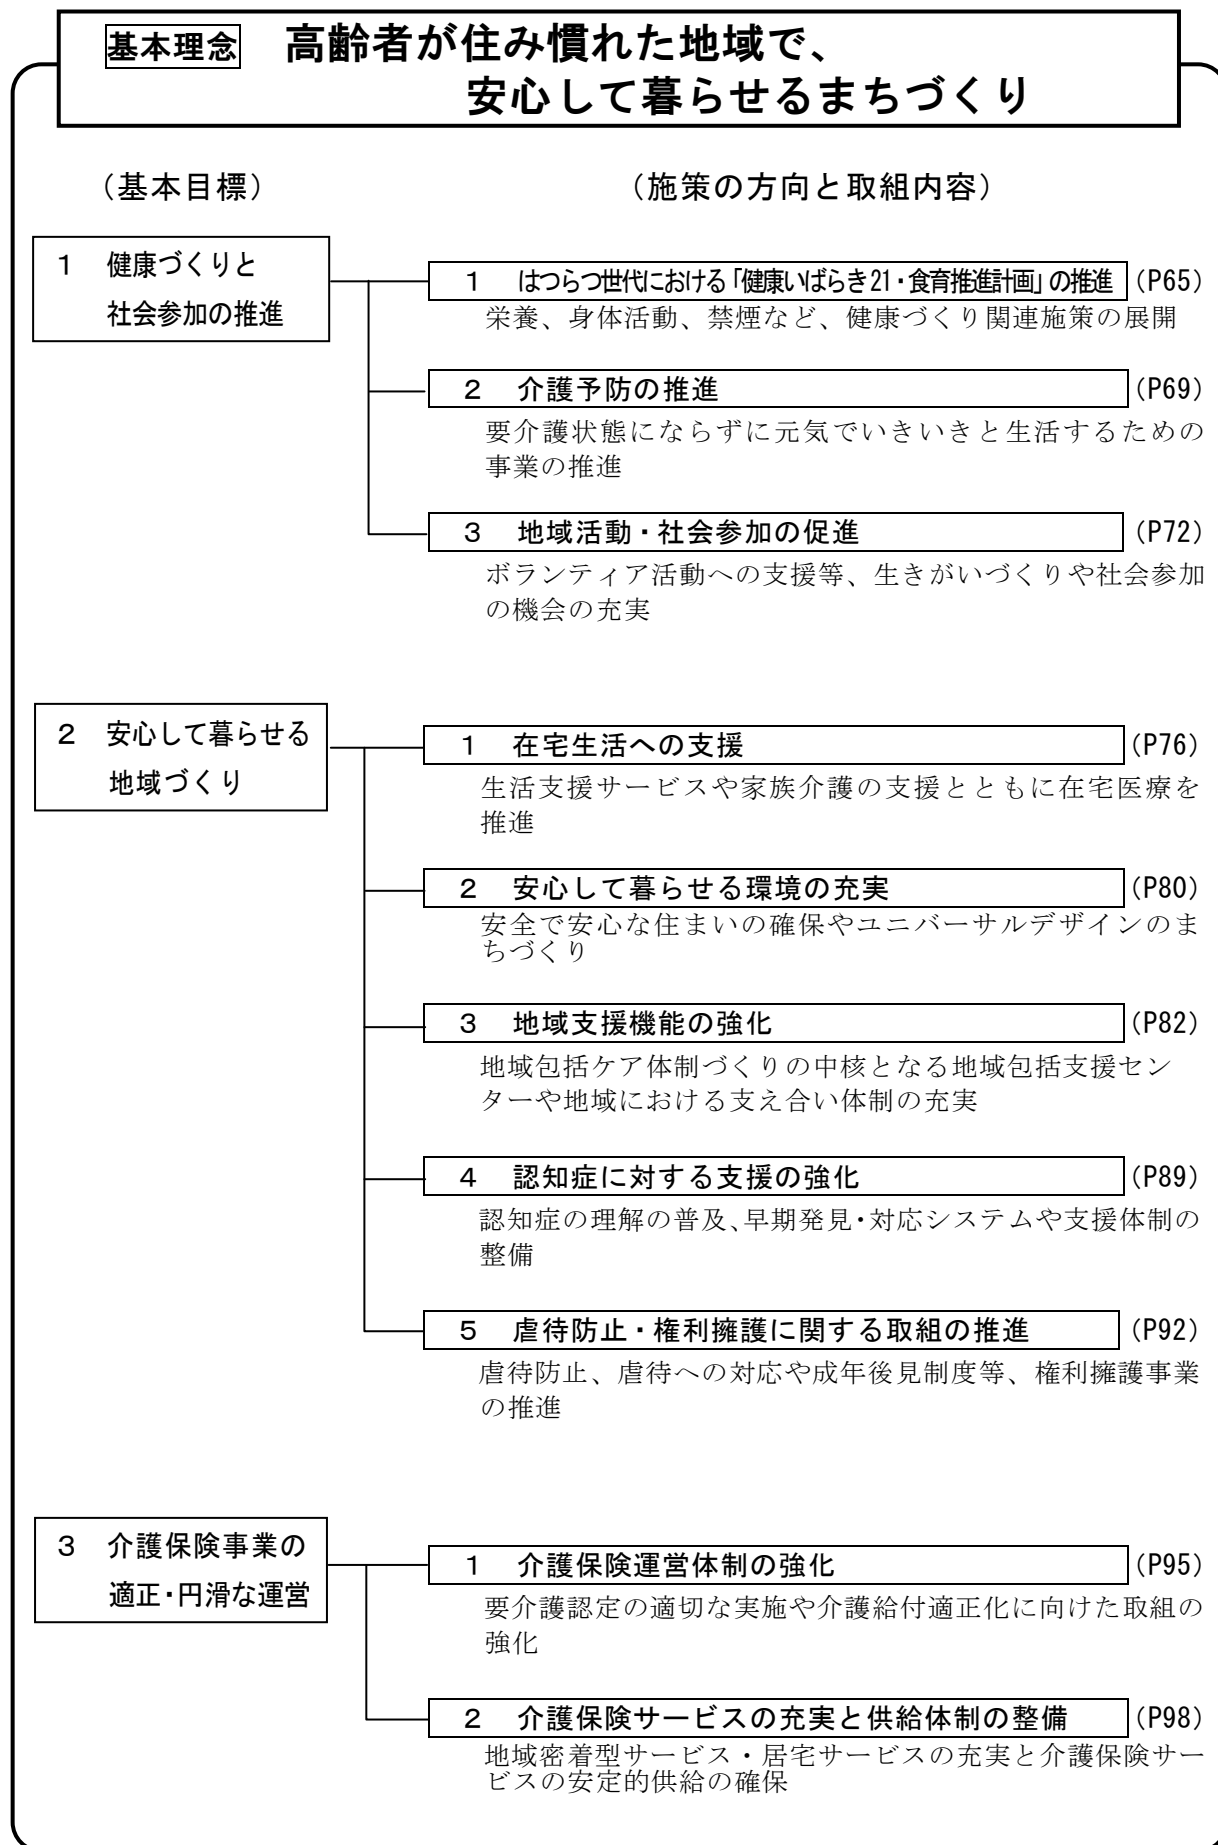 基本理念 高齢者が住み慣れた地域で、
安心して暮らせるまちづくり
（基本目標） （施策の方向と取組内容）
１ 健康づくりと
社会参加の推進
１ はつらつ世代における「健康いばらき21・食育推進計画」の推進 (P65)
栄養、身体活動、禁煙など、健康づくり関連施策の展開
２ 介護予防の推進 (P69)
要介護状態にならずに元気でいきいきと生活するための
事業の推進
３ 地域活動・社会参加の促進 (P72)
ボランティア活動への支援等、生きがいづくりや社会参加
の機会の充実
２ 安心して暮らせる
地域づくり
１ 在宅生活への支援 (P76)
生活支援サービスや家族介護の支援とともに在宅医療を
推進
２ 安心して暮らせる環境の充実 (P80)
安全で安心な住まいの確保やユニバーサルデザインのま
ちづくり
３ 地域支援機能の強化 (P82)
地域包括ケア体制づくりの中核となる地域包括支援セン
ターや地域における支え合い体制の充実
４ 認知症に対する支援の強化 (P89)
認知症の理解の普及、早期発見・対応システムや支援体制の
整備
５ 虐待防止・権利擁護に関する取組の推進 (P92)
虐待防止、虐待への対応や成年後見制度等、権利擁護事業
の推進
３ 介護保険事業の
適正・円滑な運営
１ 介護保険運営体制の強化 (P95)
要介護認定の適切な実施や介護給付適正化に向けた取組の
強化
２ 介護保険サービスの充実と供給体制の整備 (P98)
地域密着型サービス・居宅サービスの充実と介護保険サー
ビスの安定的供給の確保